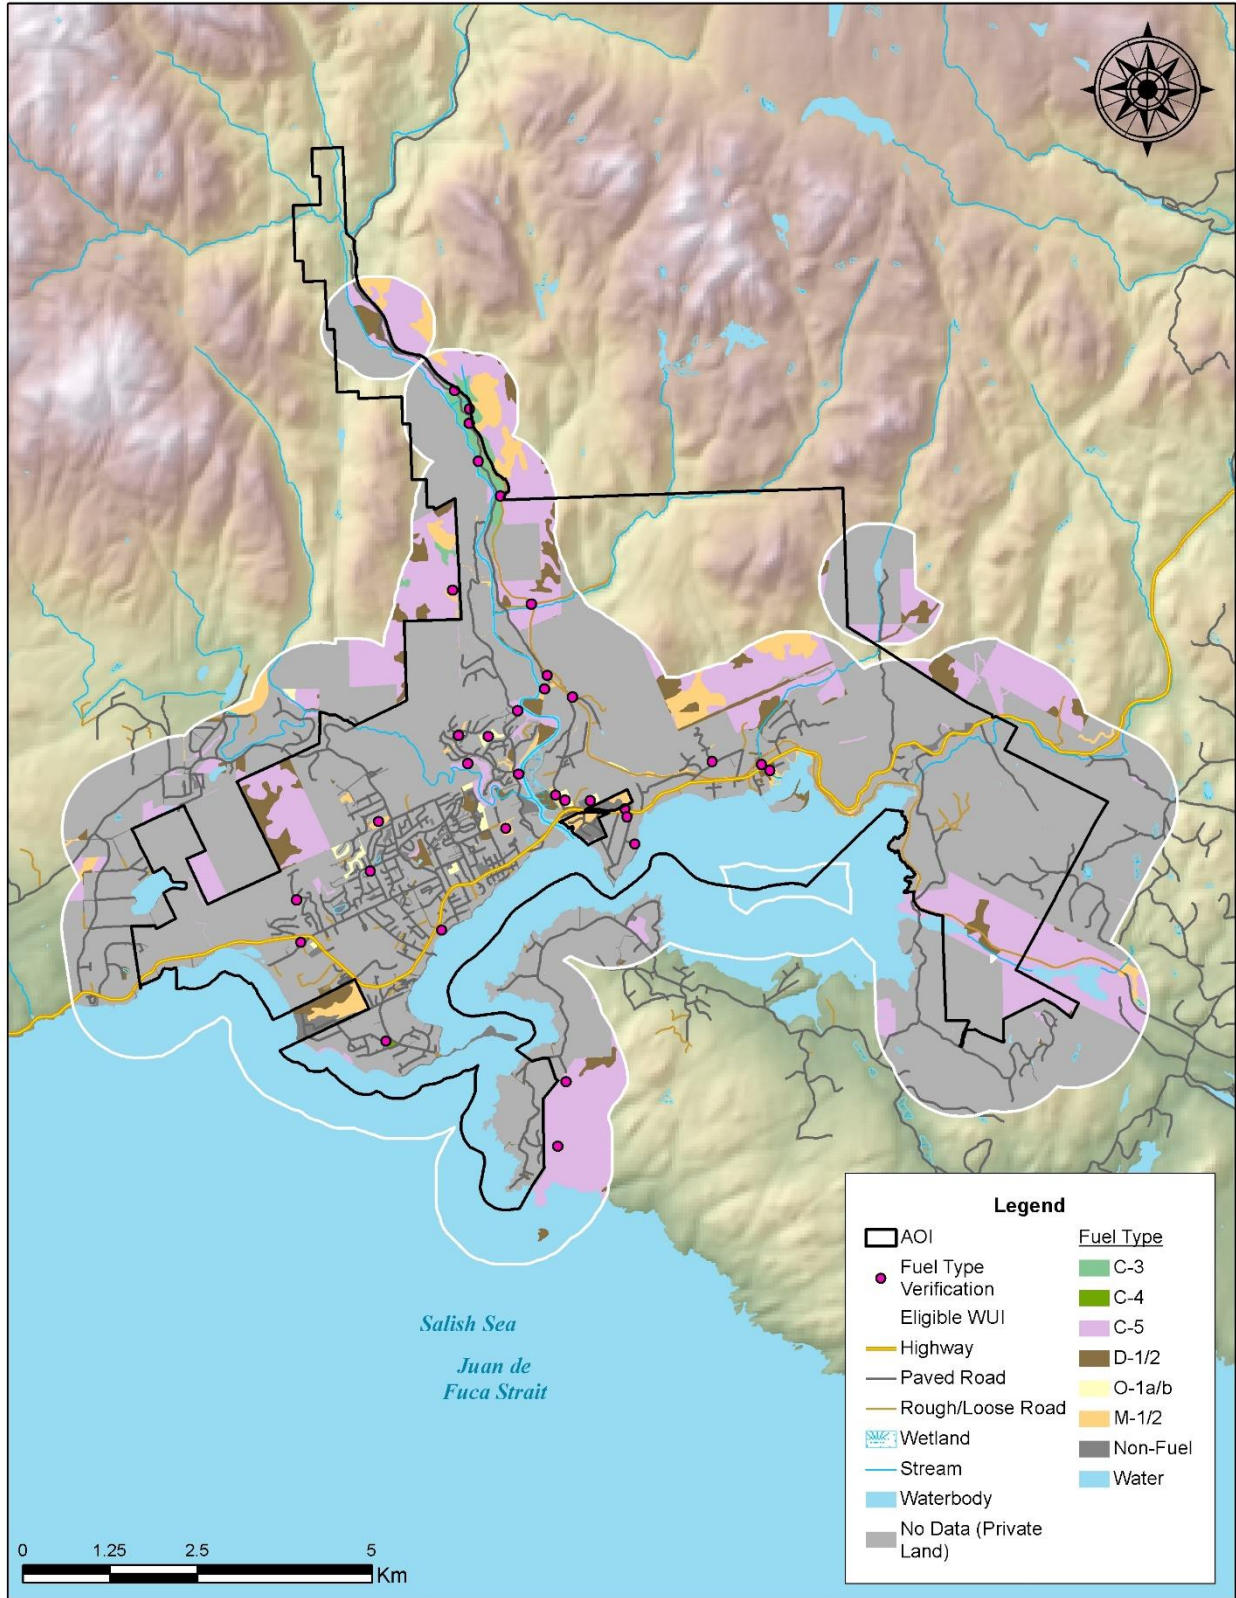 Salish Sea
Juan de
Fuca Strait
0
1.25
2.5
5
Km
Legend
AOI
Fuel Type
Verification
Eligible WUI
Highway
Paved Road
Rough/Loose Road
Wetland
Stream
Waterbody
No Data (Private
Land)
Fuel Type
C-3
C-4
C-5
D-1/2
O-1a/b
M-1/2
Non-Fuel
Water